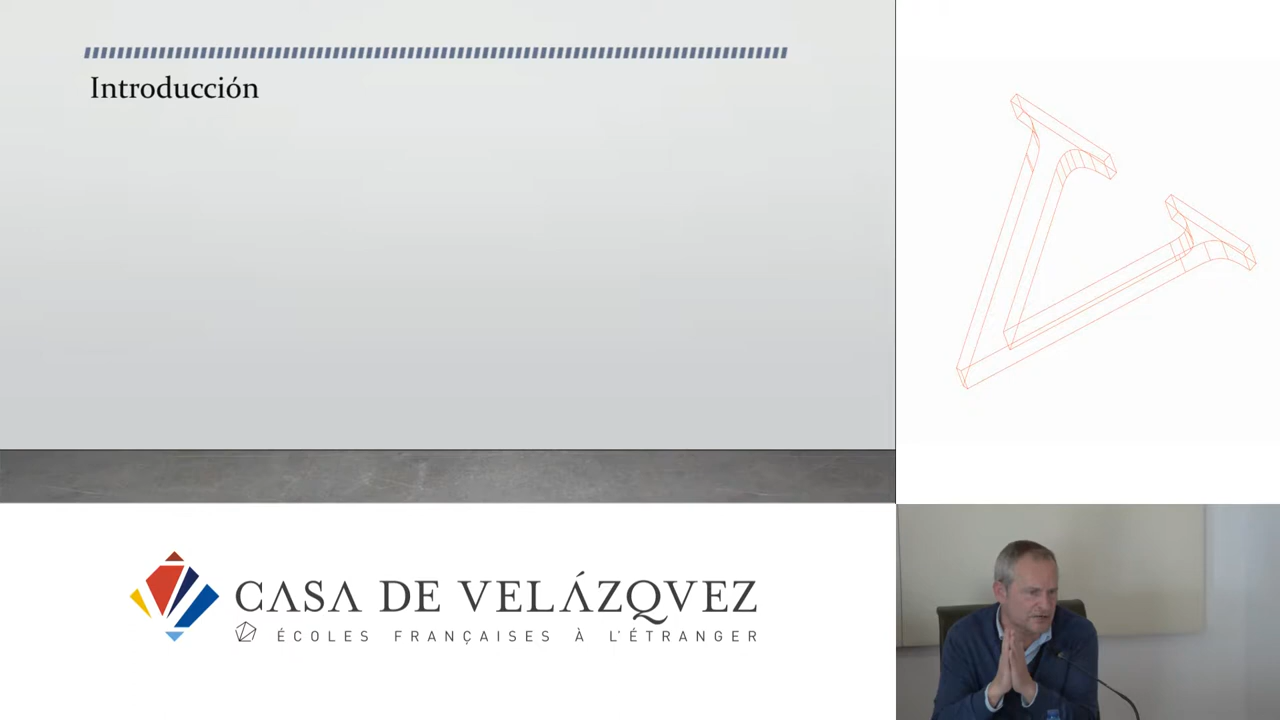 Introducción
CASA DE VELÁZQVEZ
ÉCOLES FRANÇAISES À L'ÉTRANGER